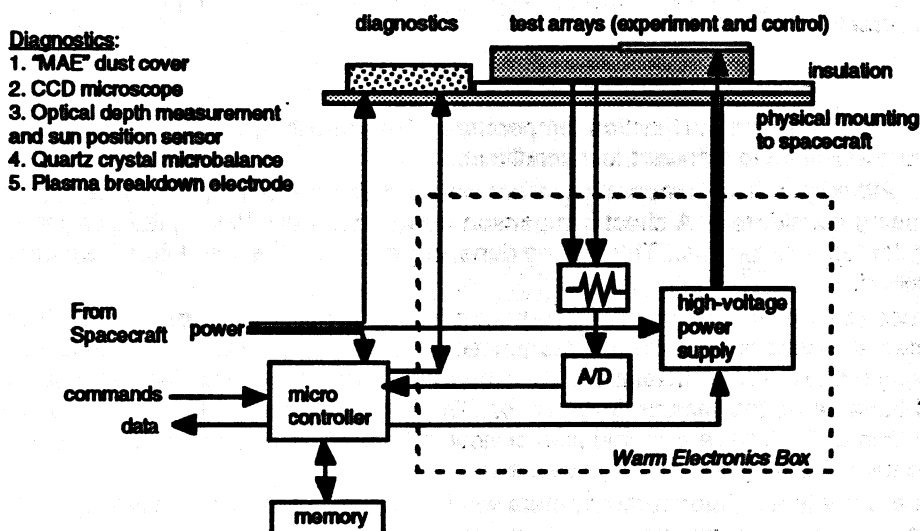 Diagnostics:
1. "MAE" dust cover
2. CCD microscope
3. Optical depth measurement
and sun position sensor
4. Quartz crystal microbalance
5. Plasma breakdown electrode
diagnostics
test arrays (experiment and control)
insulation
physical mounting
to spacecraft
From
Spacecraft
power
high-voltage
power
supply
A/D
commands
data
micro
controller
Warm Electronics Box
memory